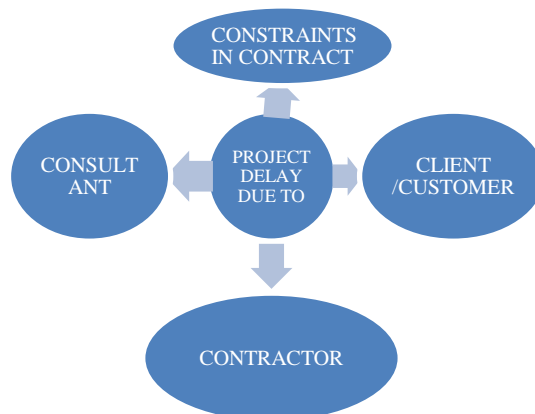 CONSTRAINTS
IN CONTRACT
CONSULT
ANT
PROJECT
DELAY
DUE TO
CLIENT
/CUSTOMER
CONTRACTOR